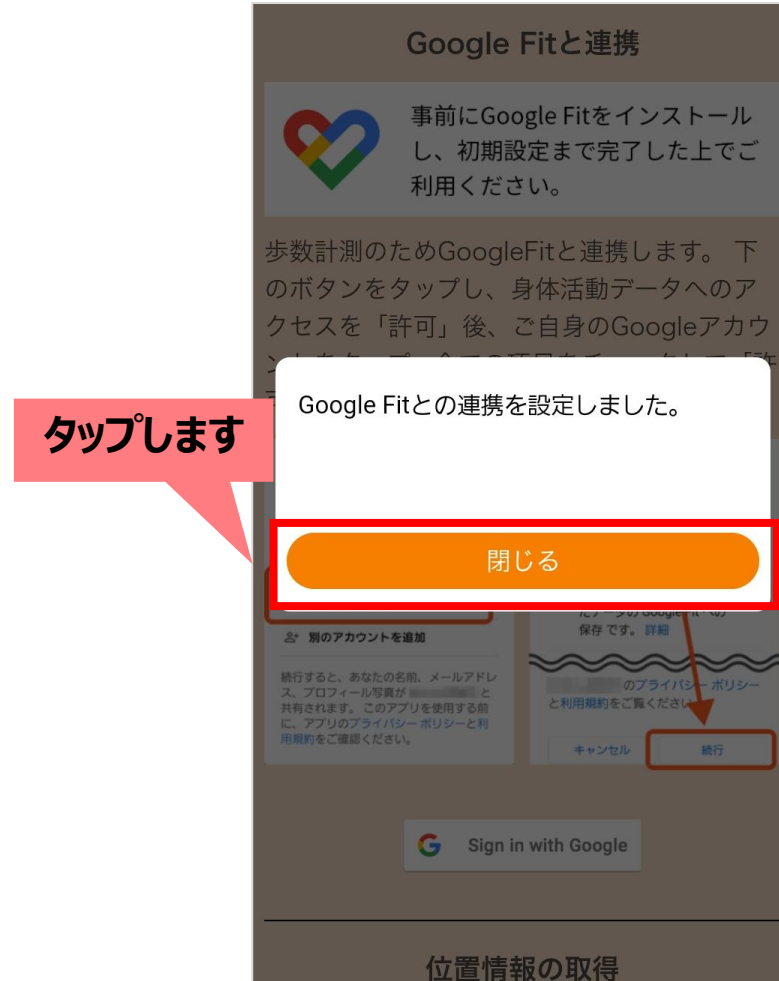 Google Fitと連携
事前にGoogle Fitをインストール
し、初期設定まで完了した上でご
利用ください。
歩数計測のためGoogleFitと連携します。 下
のボタンをタップし、身体活動データへのア
クセスを「許可」後、ご自身のGoogleアカウ
Google Fitとの連携を設定しました。
タップします
閉じる
保存 です。 詳細
別のアカウントを追加
続行すると、あなたの名前、メールアドレ
ス、プロフィール写真が と
共有されます。 このアプリを使用する前
に、アプリのプライバシー ポリシーと利
用規約をご確認ください。
のプライバシー ポリシー
と利用規約をご覧ください
キャンセル 続行
Sign in with Google
位置情報の取得